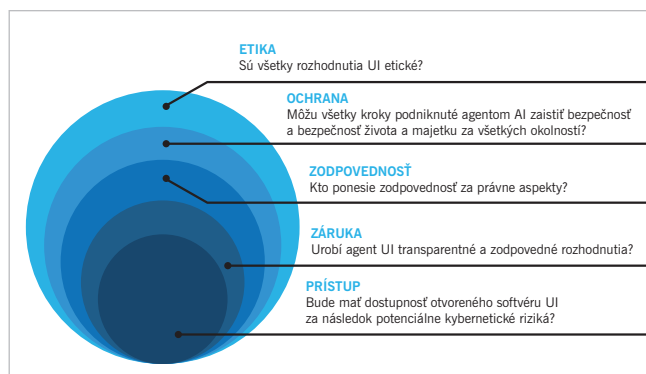 ETIKA
Sú všetky rozhodnutia UI etické?
OCHRANA
Môžu všetky kroky podniknuté agentom AI zaistiť bezpečnosť
a bezpečnosť života a majetku za všetkých okolností?
ZODPOVEDNOSŤ
Kto ponesie zodpovednosť za právne aspekty?
ZÁRUKA
Urobí agent UI transparentné a zodpovedné rozhodnutia?
PRÍSTUP
Bude mať dostupnosť otvoreného softvéru UI
za následok potenciálne kybernetické riziká?